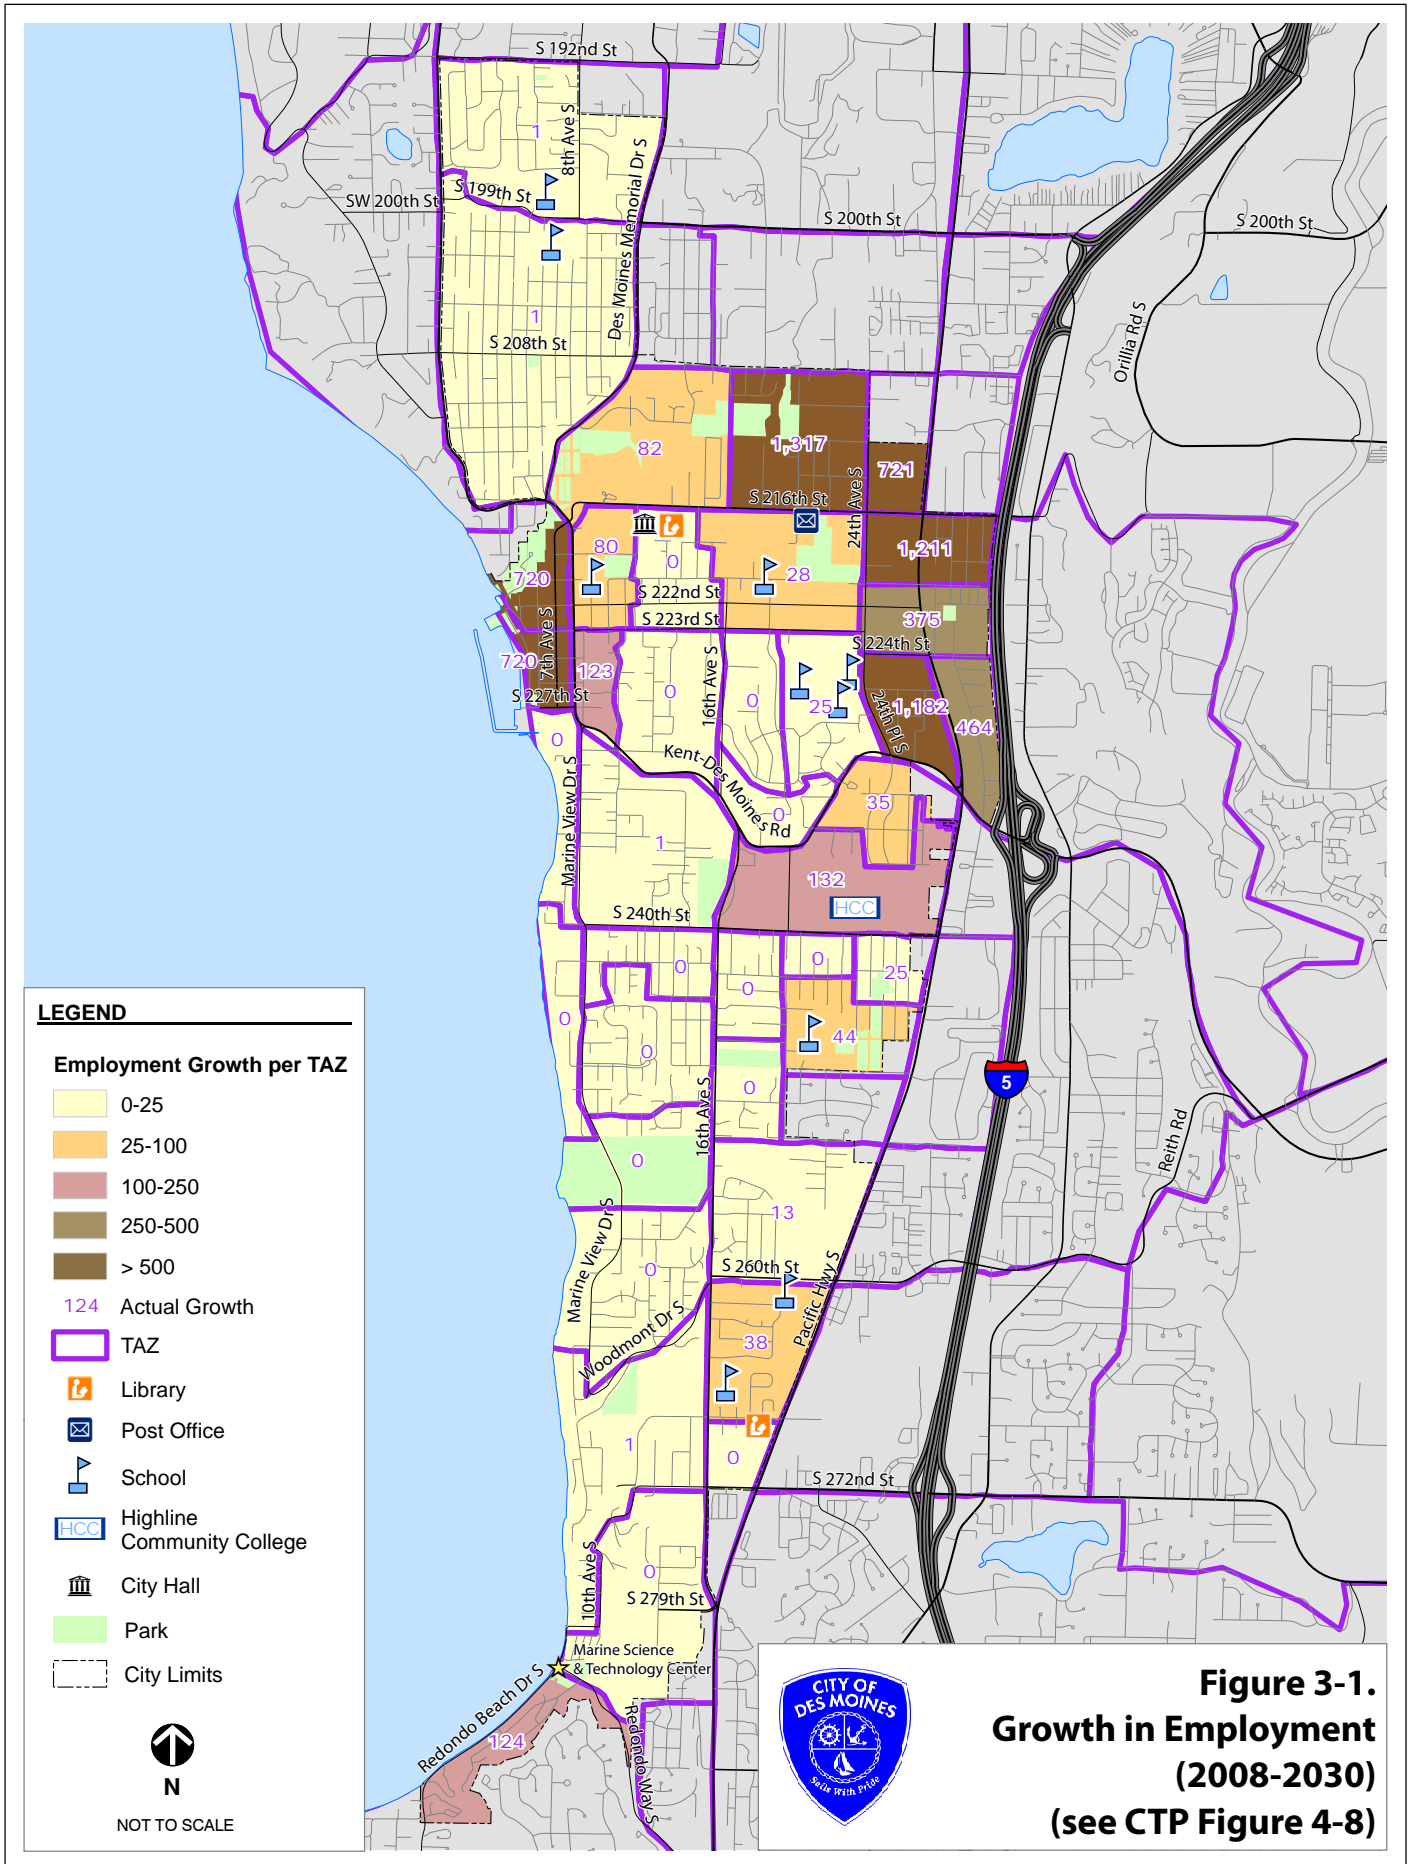 S 192nd St
1
8th Ave S
Des Moines Memorial Dr S
S 199th St
SW 200th St
S 200th St
S 200th St
1
S 208th St
Orillia Rd S
82
1,317
721
S 216th St
24th Ave S
80
0
28
1,211
720
S 222nd St
S 223rd St
375
S 224th St
7th Ave S
720
123
S 227th St
0
16th Ave S
0
25
24th Pl S
1,182
464
0
Marine View Dr S
Kent-Des Moines Rd
0
35
1
132
HCC
S 240th St
0
0
25
0
0
44
0
0
5
16th Ave S
0
Reith Rd
Marine View Dr S
13
0
S 260th St
Pacific Hwy S
Woodmont Dr S
38
1
0
S 272nd St
10th Ave S
0
S 279th St
Marine Science
& Technology Center
Redondo Beach Dr S
124
Redondo Way S
LEGEND
Employment Growth per TAZ
0-25
25-100
100-250
250-500
> 500
124 Actual Growth
TAZ
Library
Post Office
School
HCC Highline
Community College
City Hall
Park
City Limits
N
NOT TO SCALE
CITY OF
DES MOINES
Sails With Pride
Figure 3-1.
Growth in Employment
(2008-2030)
(see CTP Figure 4-8)